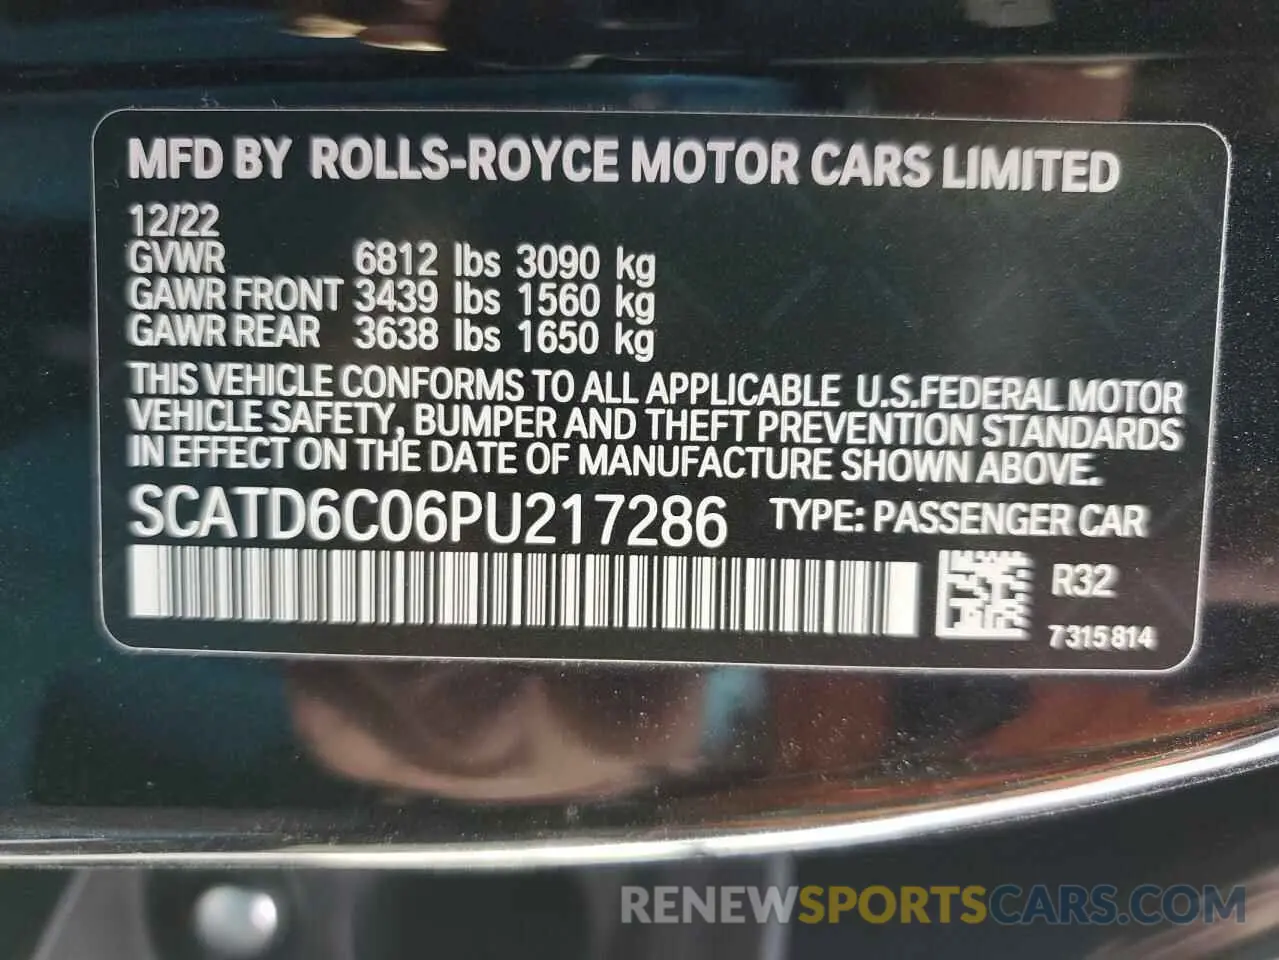 MFD BY ROLLS-ROYCE MOTOR CARS LIMITED
12/22
GVWR 6812 lbs 3090 kg
GAWR FRONT 3439 lbs 1560 kg
GAWR REAR 3638 lbs 1650 kg
THIS VEHICLE CONFORMS TO ALL APPLICABLE U.S.FEDERAL MOTOR
VEHICLE SAFETY, BUMPER AND THEFT PREVENTION STANDARDS
IN EFFECT ON THE DATE OF MANUFACTURE SHOWN ABOVE.
SCATD6C06PU217286 TYPE: PASSENGER CAR
R32
7315814
RENEWSPORTSCARS.COM